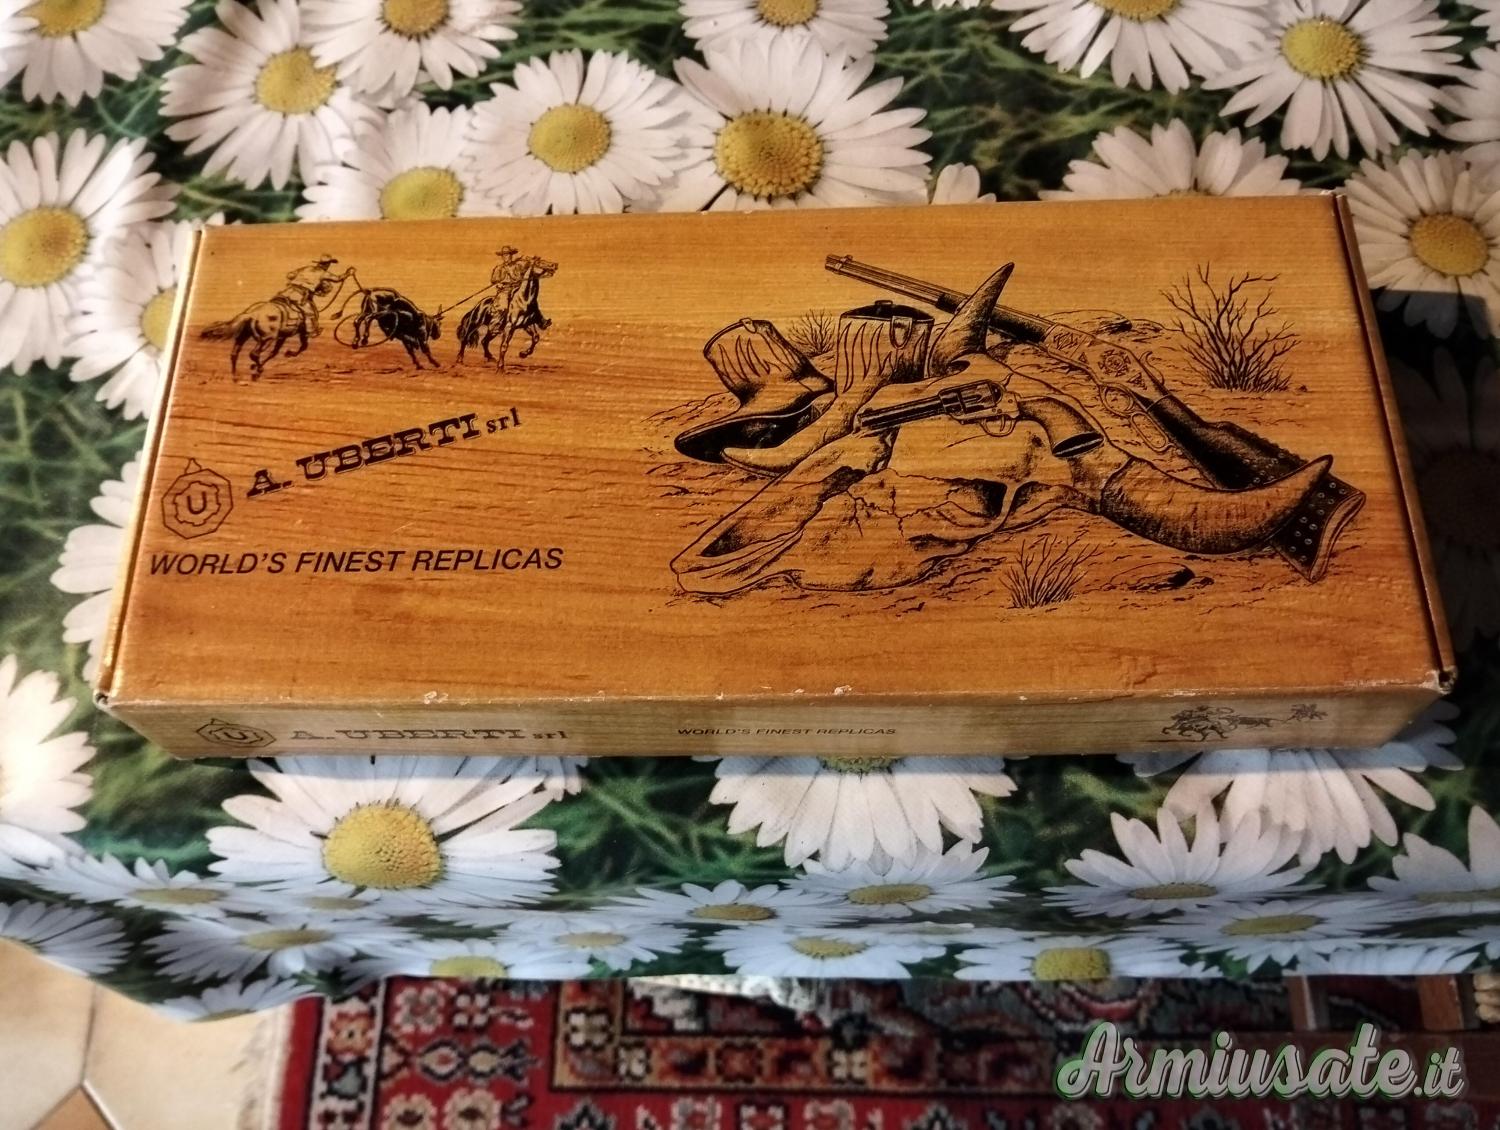 A. UBERTI srl
U
WORLD'S FINEST REPLICAS
U
A. UBERTI srl
WORLD'S FINEST REPLICAS
Armiusate.it